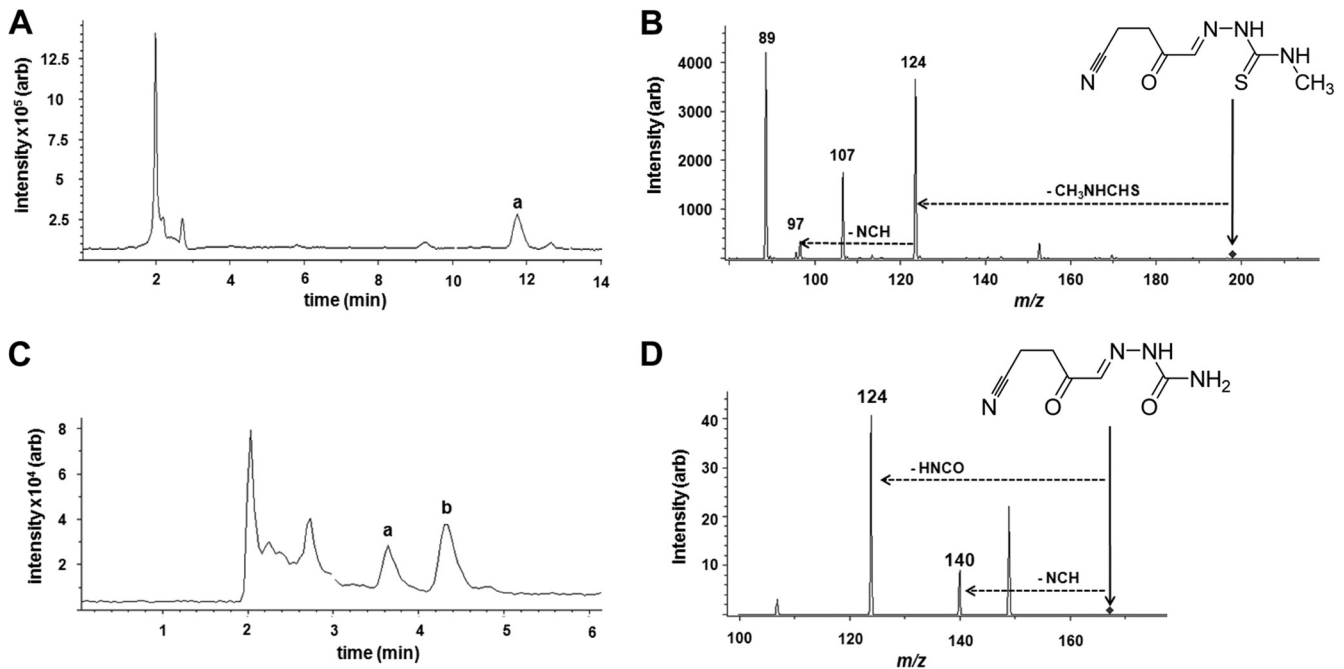 A
intensity x10⁵ (arb)
12.5
10
7.5
5
2.5
a
2
4
6
8
10
12
14
time (min)
B
Intensity (arb)
4000
3000
2000
1000
89
124
107
97
- CH₃NHCHS
- NCH
N
O
N
NH
S
NH
CH₃
100
120
140
160
180
200
m/z
C
intensity x10⁴ (arb)
8
6
4
2
a
b
1
2
3
4
5
6
time (min)
D
Intensity (arb)
40
30
20
10
124
140
- HNCO
- NCH
N
O
N
NH
O
NH₂
100
120
140
160
m/z